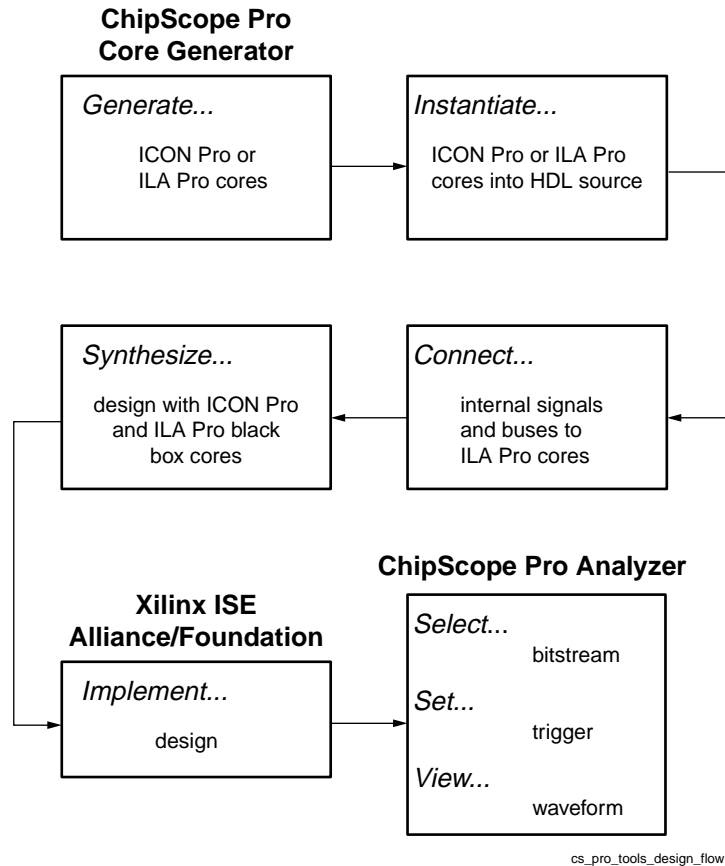 ChipScope Pro
Core Generator
Generate...
ICON Pro or
ILA Pro cores
Instantiate...
ICON Pro or ILA Pro
cores into HDL source
Connect...
internal signals
and buses to
ILA Pro cores
Synthesize...
design with ICON Pro
and ILA Pro black
box cores
Xilinx ISE
Alliance/Foundation
Implement...
design
ChipScope Pro Analyzer
Select...
bitstream
Set...
trigger
View...
waveform
cs_pro_tools_design_flow